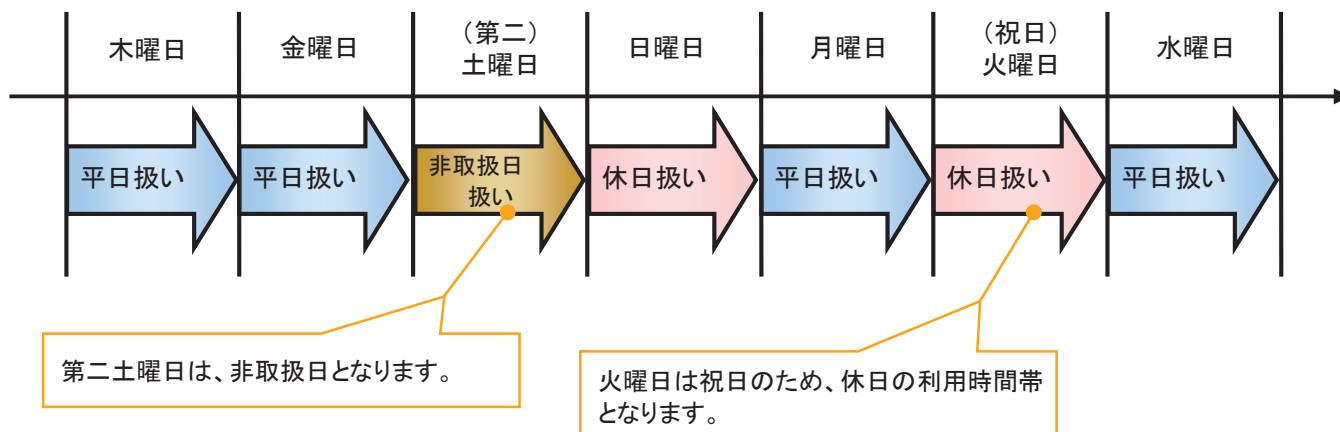 木曜日
金曜日
（第二）
土曜日
日曜日
月曜日
（祝日）
火曜日
水曜日
平日扱い
平日扱い
非取扱日
扱い
休日扱い
平日扱い
休日扱い
平日扱い
第二土曜日は、非取扱日となります。
火曜日は祝日のため、休日の利用時間帯
となります。